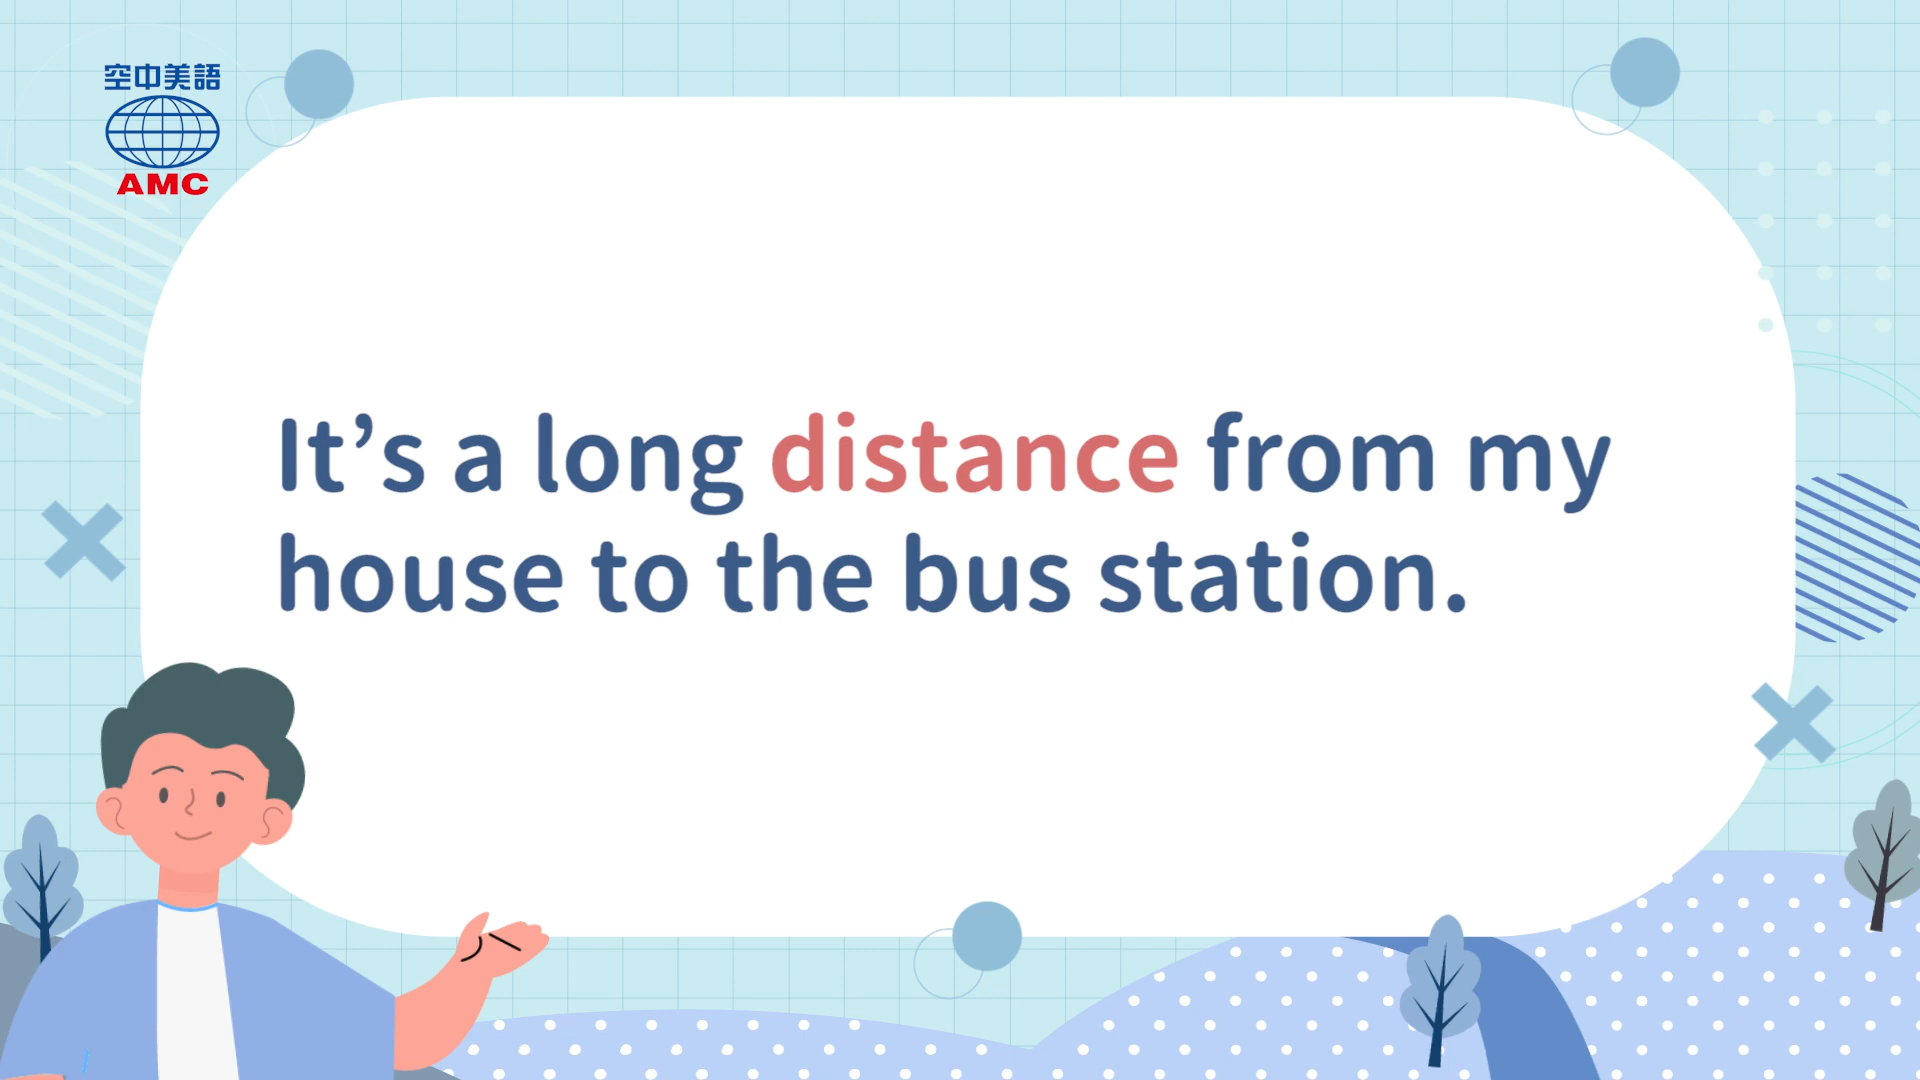 空中美語
AMC
It’s a long distance from my
house to the bus station.